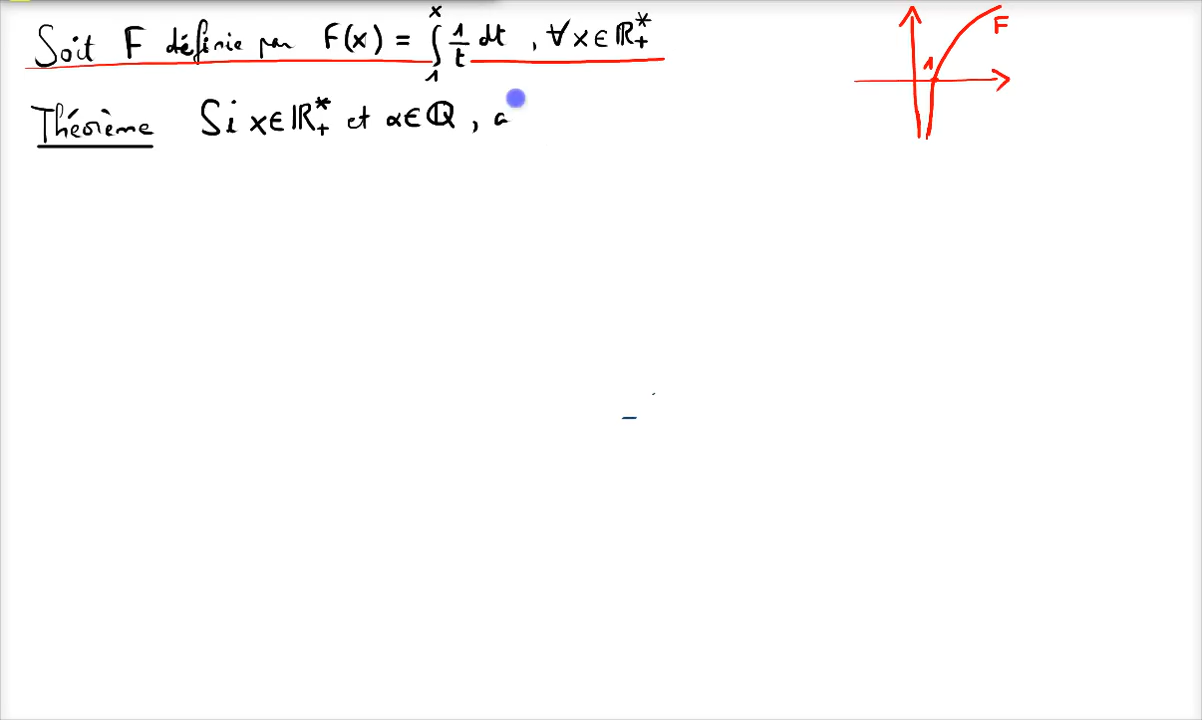 Soit F définie par F(x) = ∫₁ˣ 1/t dt , ∀ x ∈ ℝ₊*
Théorème Si x ∈ ℝ₊* et α ∈ ℚ , a
F
1